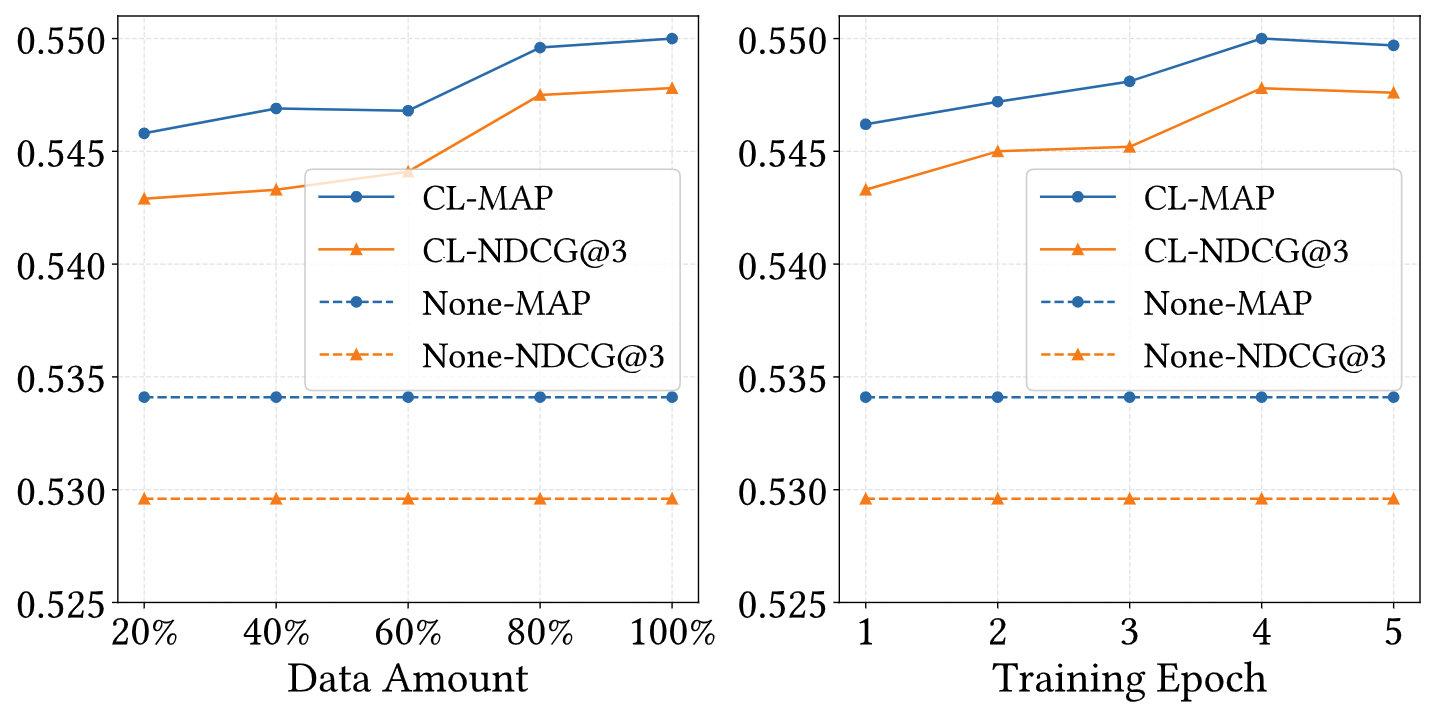 0.550
0.545
0.540
0.535
0.530
0.525
20% 40% 60% 80% 100%
Data Amount
CL-MAP
CL-NDCG@3
None-MAP
None-NDCG@3
0.550
0.545
0.540
0.535
0.530
0.525
1 2 3 4 5
Training Epoch
CL-MAP
CL-NDCG@3
None-MAP
None-NDCG@3